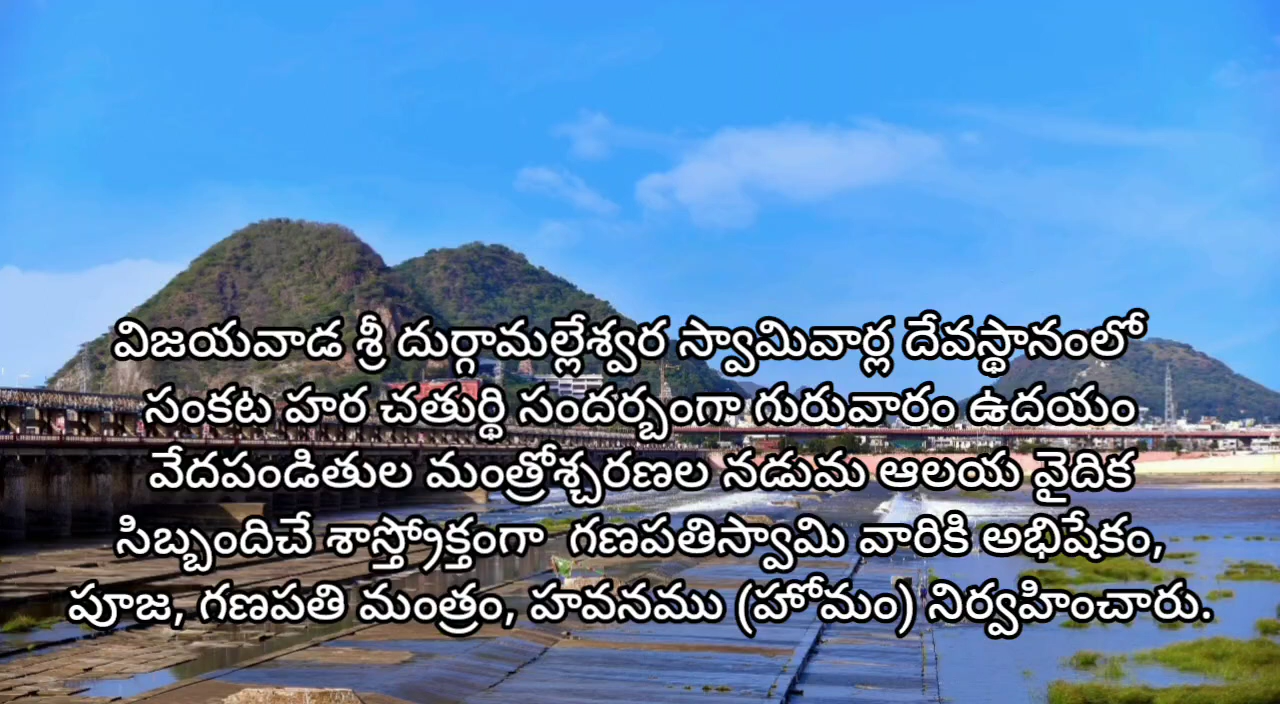 విజయవాడ శ్రీ దుర్గామల్లేశ్వర స్వామివార్ల దేవస్థానంలో
సంకట హర చతుర్థి సందర్బంగా గురువారం ఉదయం
వేదపండితుల మంత్రోశ్చరణల నడుమ ఆలయ వైదిక
సిబ్బందిచే శాస్త్రోక్తంగా  గణపతిస్వామి వారికి అభిషేకం,
పూజ, గణపతి మంత్రం, హవనము (హోమం) నిర్వహించారు.